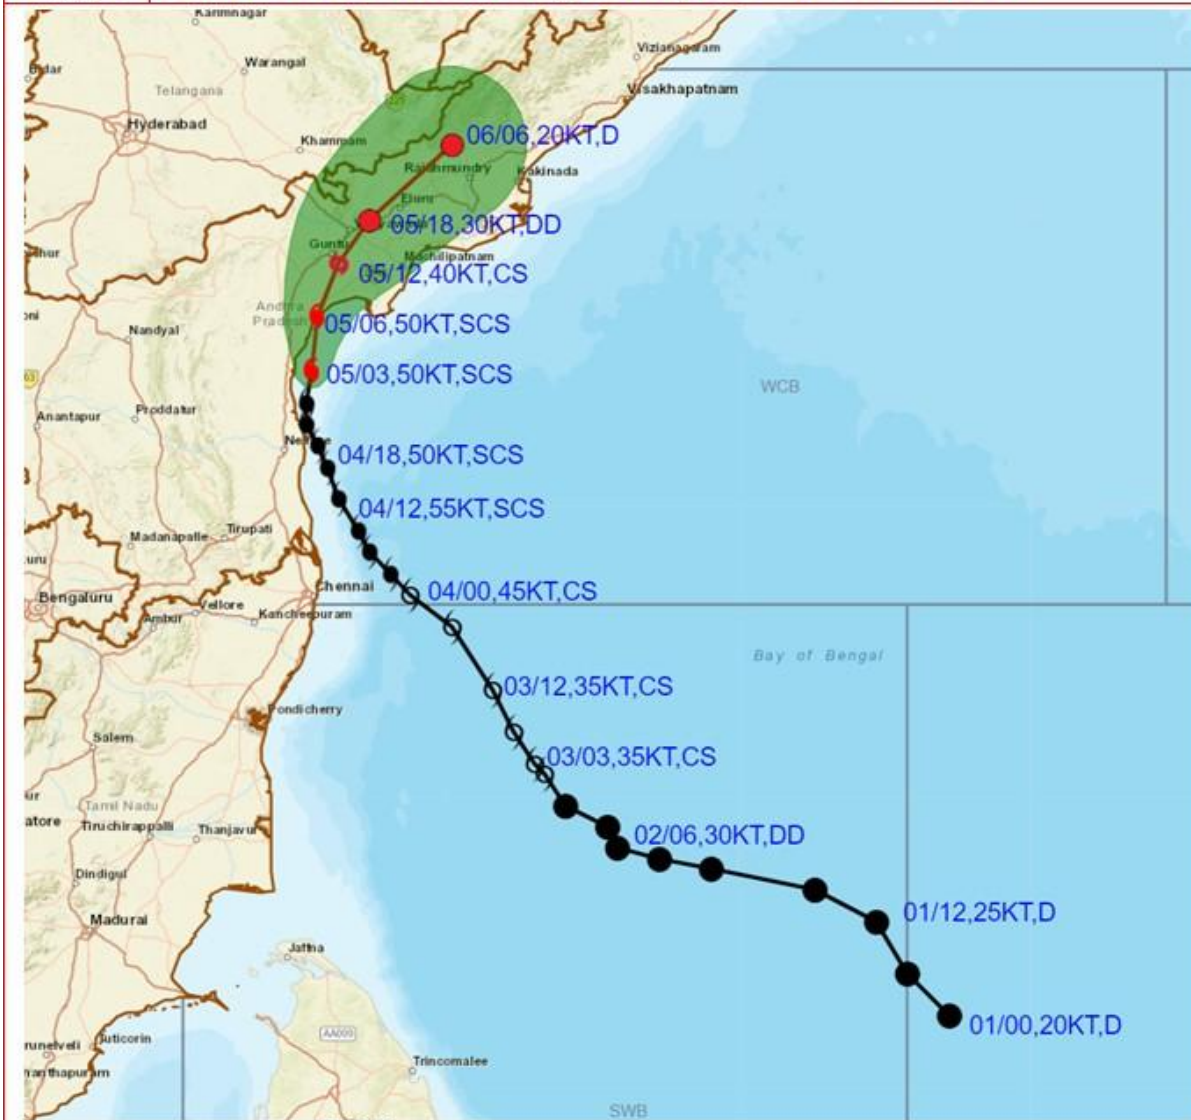 Karimnagar
Vizianagaram
Warangal
Bidar
Telangana
Visakhapatnam
Hyderabad
06/06,20KT,D
Khammam
Rajahmundry
Kakinada
Eluru
05/18,30KT,DD
Guntu
Machilipatnam
05/12,40KT,CS
Andhra
Pradesh
05/06,50KT,SCS
Nandyal
05/03,50KT,SCS
WCB
Anantapur
Proddatur
04/18,50KT,SCS
04/12,55KT,SCS
Madanapalle
Tirupati
Chennai
04/00,45KT,CS
Bengaluru
Vellore
Kancheepuram
Ambur
Bay of Bengal
03/12,35KT,CS
Pondicherry
Salem
03/03,35KT,CS
Tamil Nadu
atore
Tiruchirappalli
Thanjavur
02/06,30KT,DD
Dindigul
01/12,25KT,D
Madurai
Jaffna
01/00,20KT,D
AA009
runelveli
Tuticorin
Trincomalee
SWB